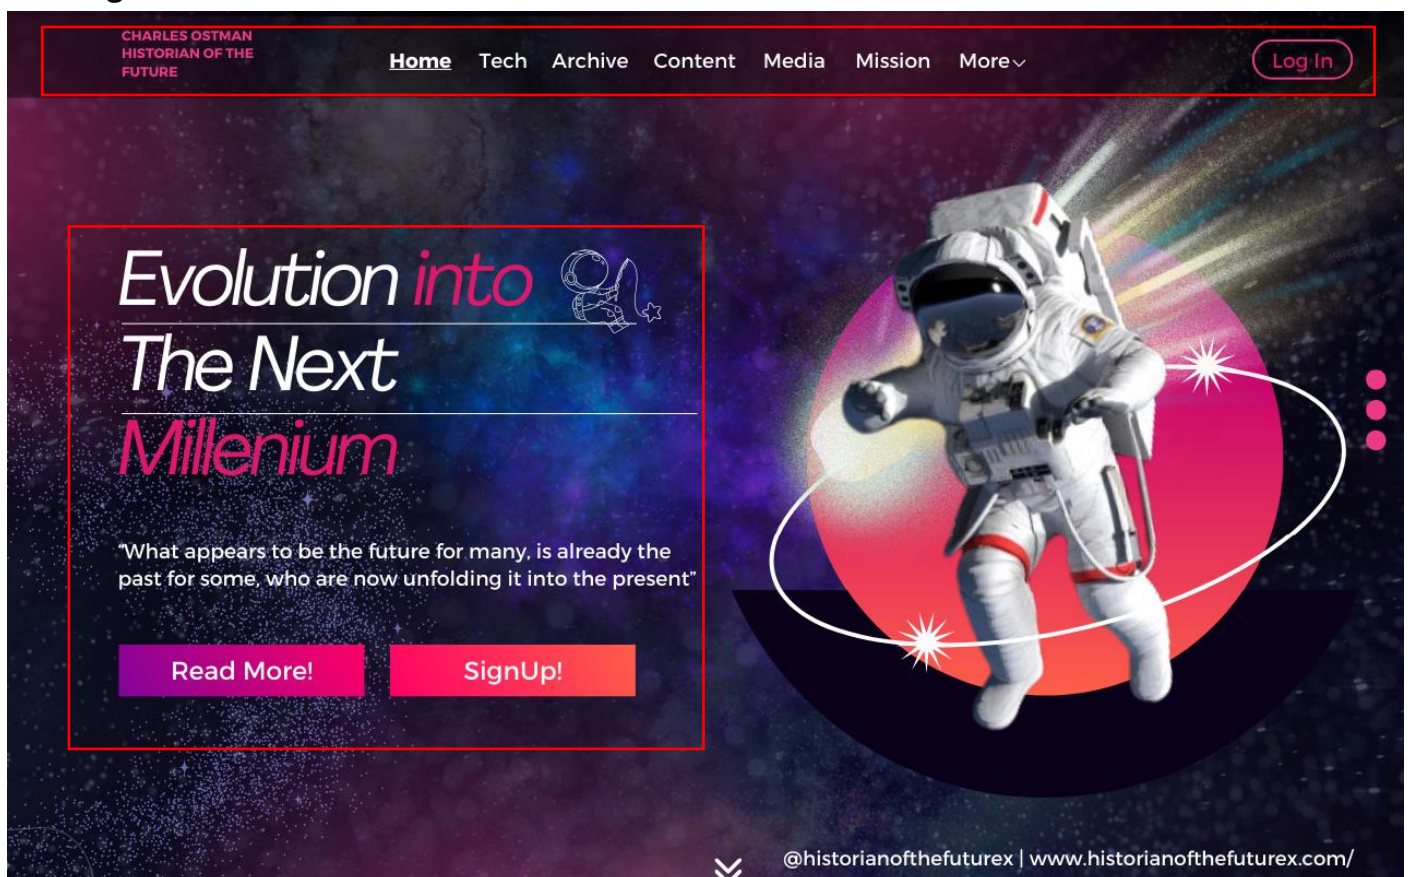 CHARLES OSTMAN
HISTORIAN OF THE
FUTURE
Home Tech Archive Content Media Mission More
Log In
Evolution into
The Next
Millenium
“What appears to be the future for many, is already the
past for some, who are now unfolding it into the present”
Read More! SignUp!
@historianofthefuturex | www.historianofthefuturex.com/